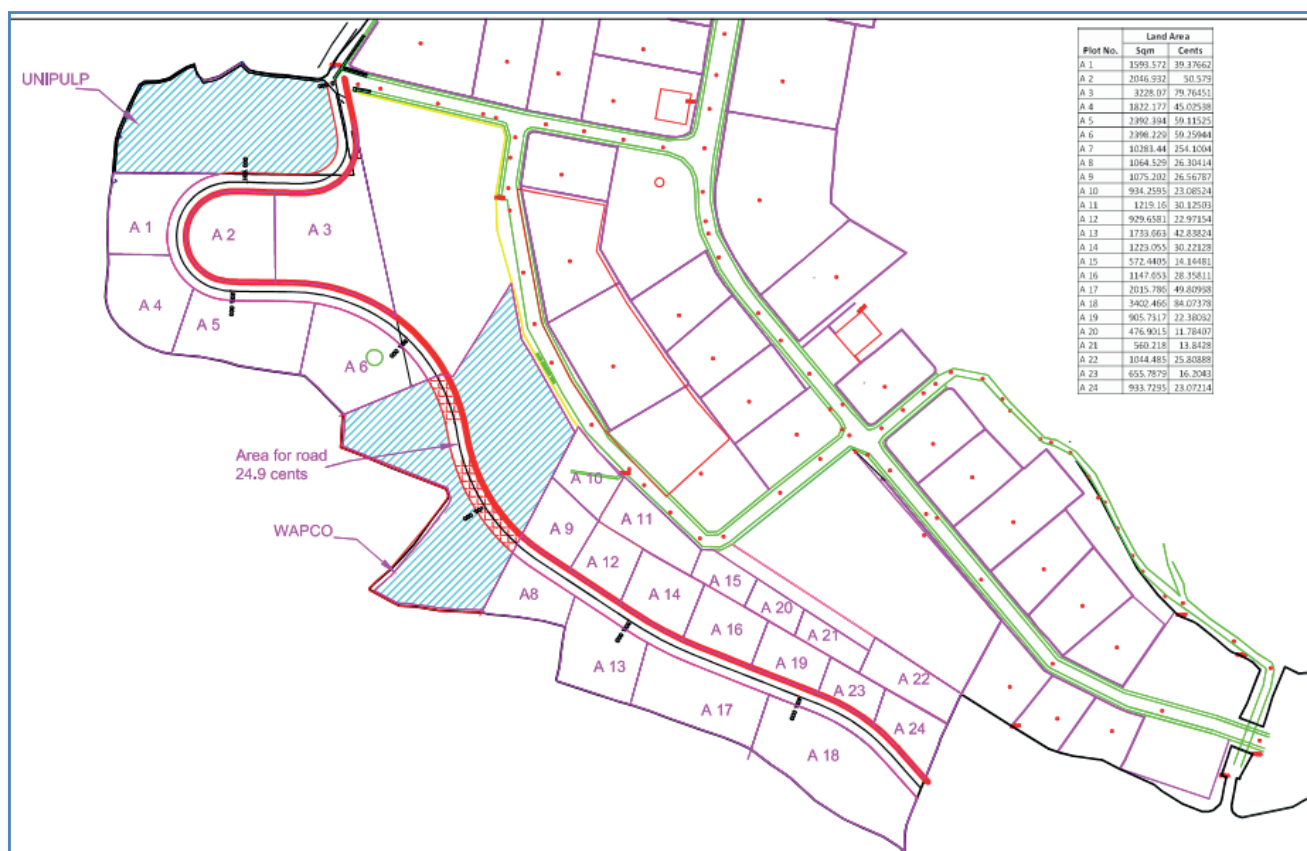 UNIPULP
Land Area
Plot No. Sqm Cents
A 1 1593.572 39.37662
A 2 2046.932 50.579
A 3 3228.07 79.76451
A 4 1822.177 45.02538
A 5 2392.394 59.11525
A 6 2398.229 59.25944
A 7 10283.44 254.1004
A 8 1064.529 26.30414
A 9 1075.202 26.56787
A 10 934.2595 23.08524
A 11 1219.16 30.12503
A 12 929.6581 22.97154
A 13 1733.663 42.83824
A 14 1223.055 30.22128
A 15 572.4405 14.14481
A 16 1147.653 28.35811
A 17 2015.786 49.80938
A 18 3402.466 84.07378
A 19 905.7317 22.38032
A 20 476.9015 11.78407
A 21 560.218 13.8428
A 22 1044.485 25.80888
A 23 655.7879 16.2043
A 24 933.7295 23.07214
A 1
A 2
A 3
A 4
A 5
A 6
Area for road
24.9 cents
WAPCO
A 10
A 9
A 11
A 12
A8
A 14
A 15
A 20
A 16
A 21
A 13
A 19
A 22
A 23
A 17
A 24
A 18